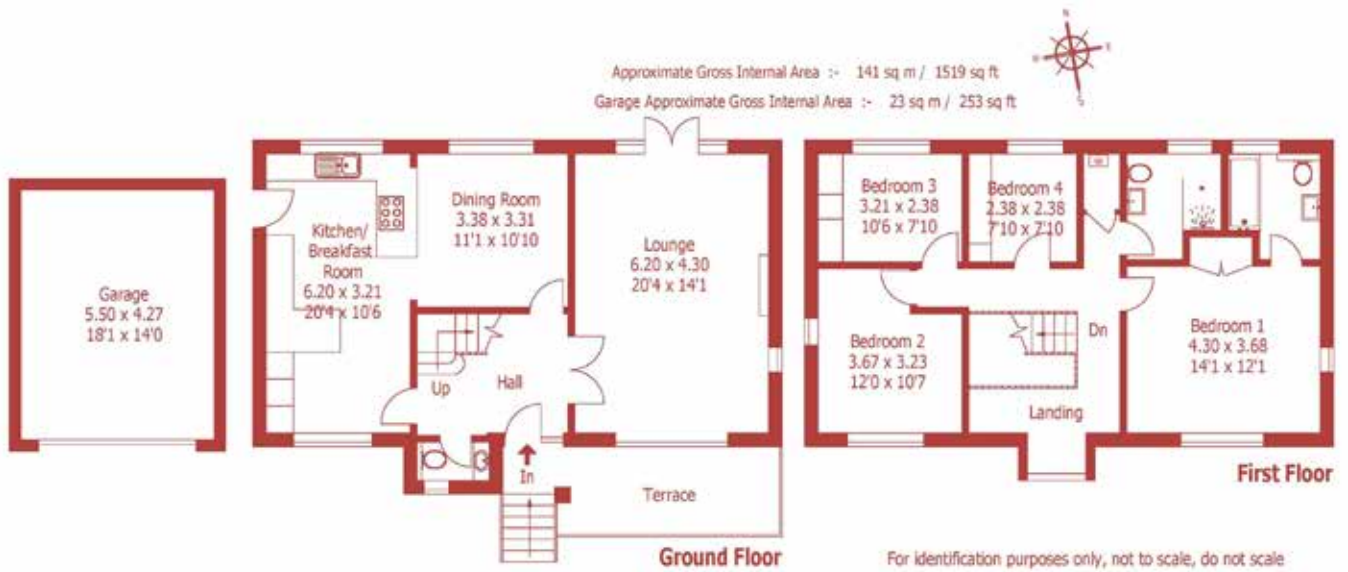 N
E
S
W
Approximate Gross Internal Area :- 141 sq m / 1519 sq ft
Garage Approximate Gross Internal Area :- 23 sq m / 253 sq ft
Garage
5.50 x 4.27
18'1 x 14'0
Kitchen/
Breakfast
Room
6.20 x 3.21
20'4 x 10'6
Dining Room
3.38 x 3.31
11'1 x 10'10
Lounge
6.20 x 4.30
20'4 x 14'1
Up
Hall
In
Terrace
Ground Floor
Bedroom 3
3.21 x 2.38
10'6 x 7'10
Bedroom 4
2.38 x 2.38
7'10 x 7'10
Bedroom 2
3.67 x 3.23
12'0 x 10'7
Dn
Landing
Bedroom 1
4.30 x 3.68
14'1 x 12'1
First Floor
For identification purposes only, not to scale, do not scale